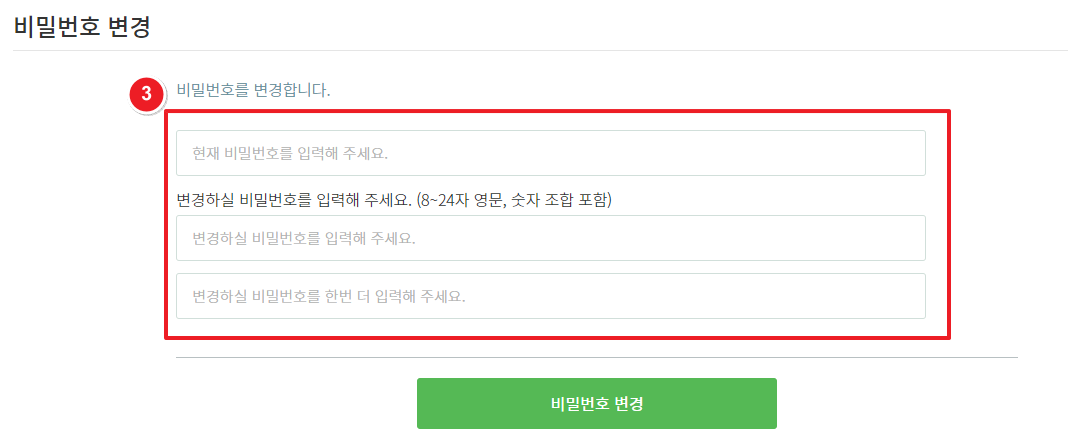 비밀번호 변경
3
비밀번호를 변경합니다.
현재 비밀번호를 입력해 주세요.
변경하실 비밀번호를 입력해 주세요. (8~24자 영문, 숫자 조합 포함)
변경하실 비밀번호를 입력해 주세요.
변경하실 비밀번호를 한번 더 입력해 주세요.
비밀번호 변경